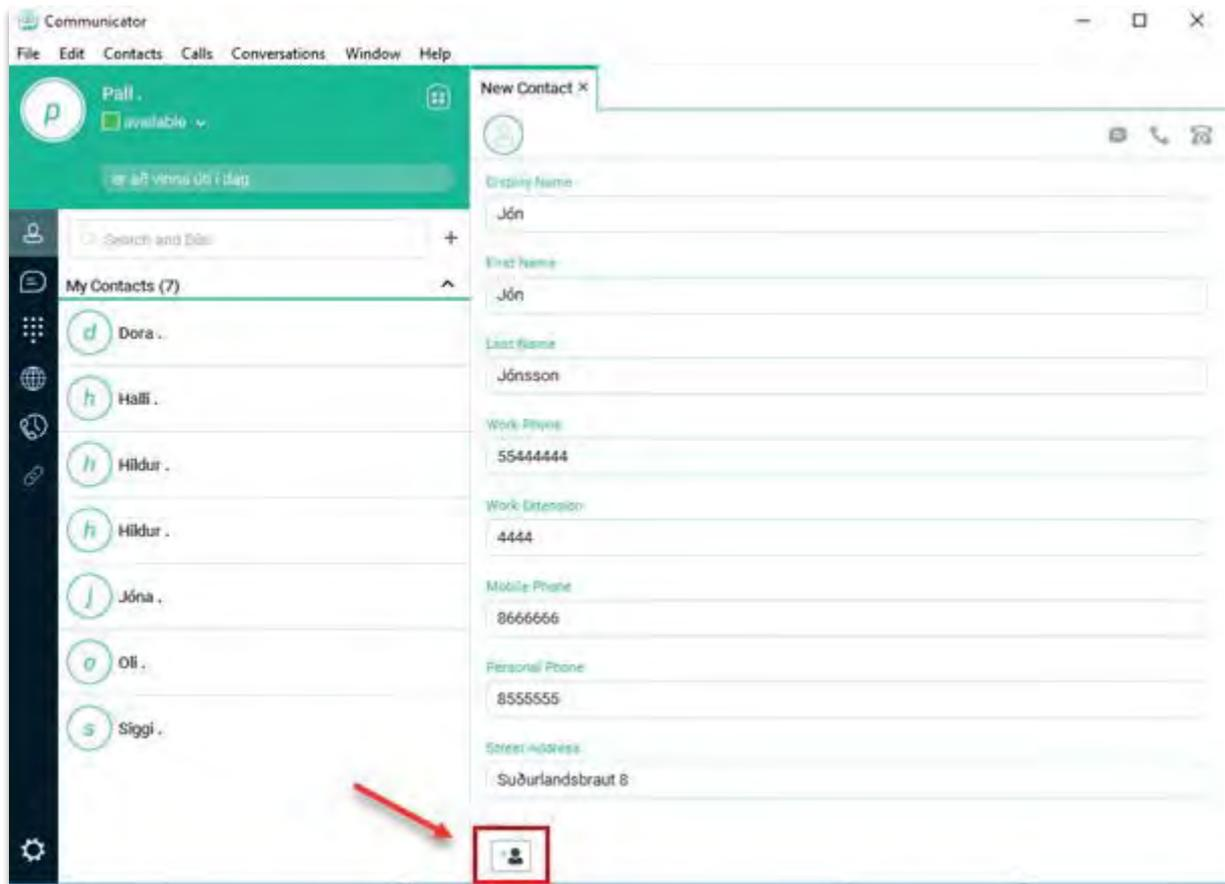 Communicator
File Edit Contacts Calls Conversations Window Help
p
Pall .
available
er að vinna úti í dag
Search and Dial
My Contacts (7)
d Dora .
h Halli .
h Hildur .
h Hildur .
j Jóna .
o Oli .
s Siggi .
New Contact ×
Display Name
Jón
First Name
Jón
Last Name
Jónsson
Work Phone
55444444
Work Extension
4444
Mobile Phone
8666666
Personal Phone
8555555
Street Address
Suðurlandsbraut 8